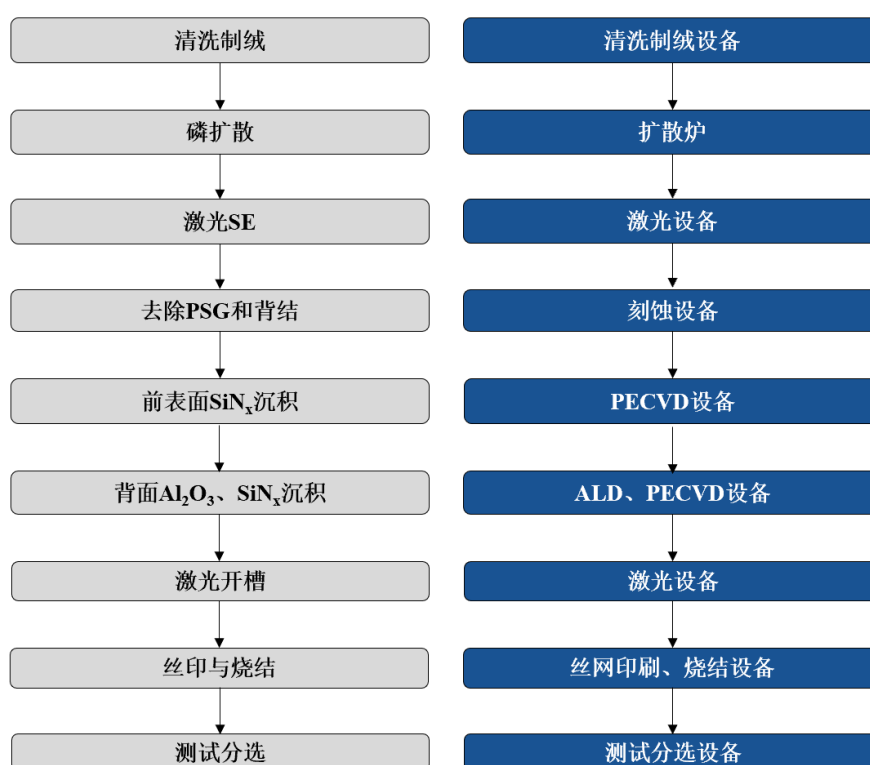 清洗制绒 清洗制绒设备
磷扩散 扩散炉
激光SE 激光设备
去除PSG和背结 刻蚀设备
前表面SiNₓ沉积 PECVD设备
背面Al₂O₃、SiNₓ沉积 ALD、PECVD设备
激光开槽 激光设备
丝印与烧结 丝网印刷、烧结设备
测试分选 测试分选设备